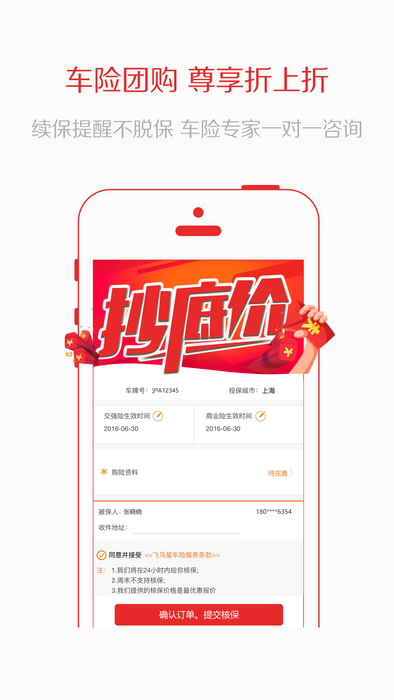 车险团购 尊享折上折
续保提醒不脱保 车险专家一对一咨询
抄底价
¥ ¥ ¥
车牌号：沪A12345 投保城市：上海
交强险生效时间 商业险生效时间
2016-06-30 2016-06-30
* 购险资料 待完善 >
被保人：张晓晓 180****6354
收件地址：
同意并接受 <<飞马星车险服务条款>>
注： 1.我们将在24小时内给你核保;
2.周末不支持核保;
3.我们提供的核保价格是最优惠报价
确认订单。提交核保